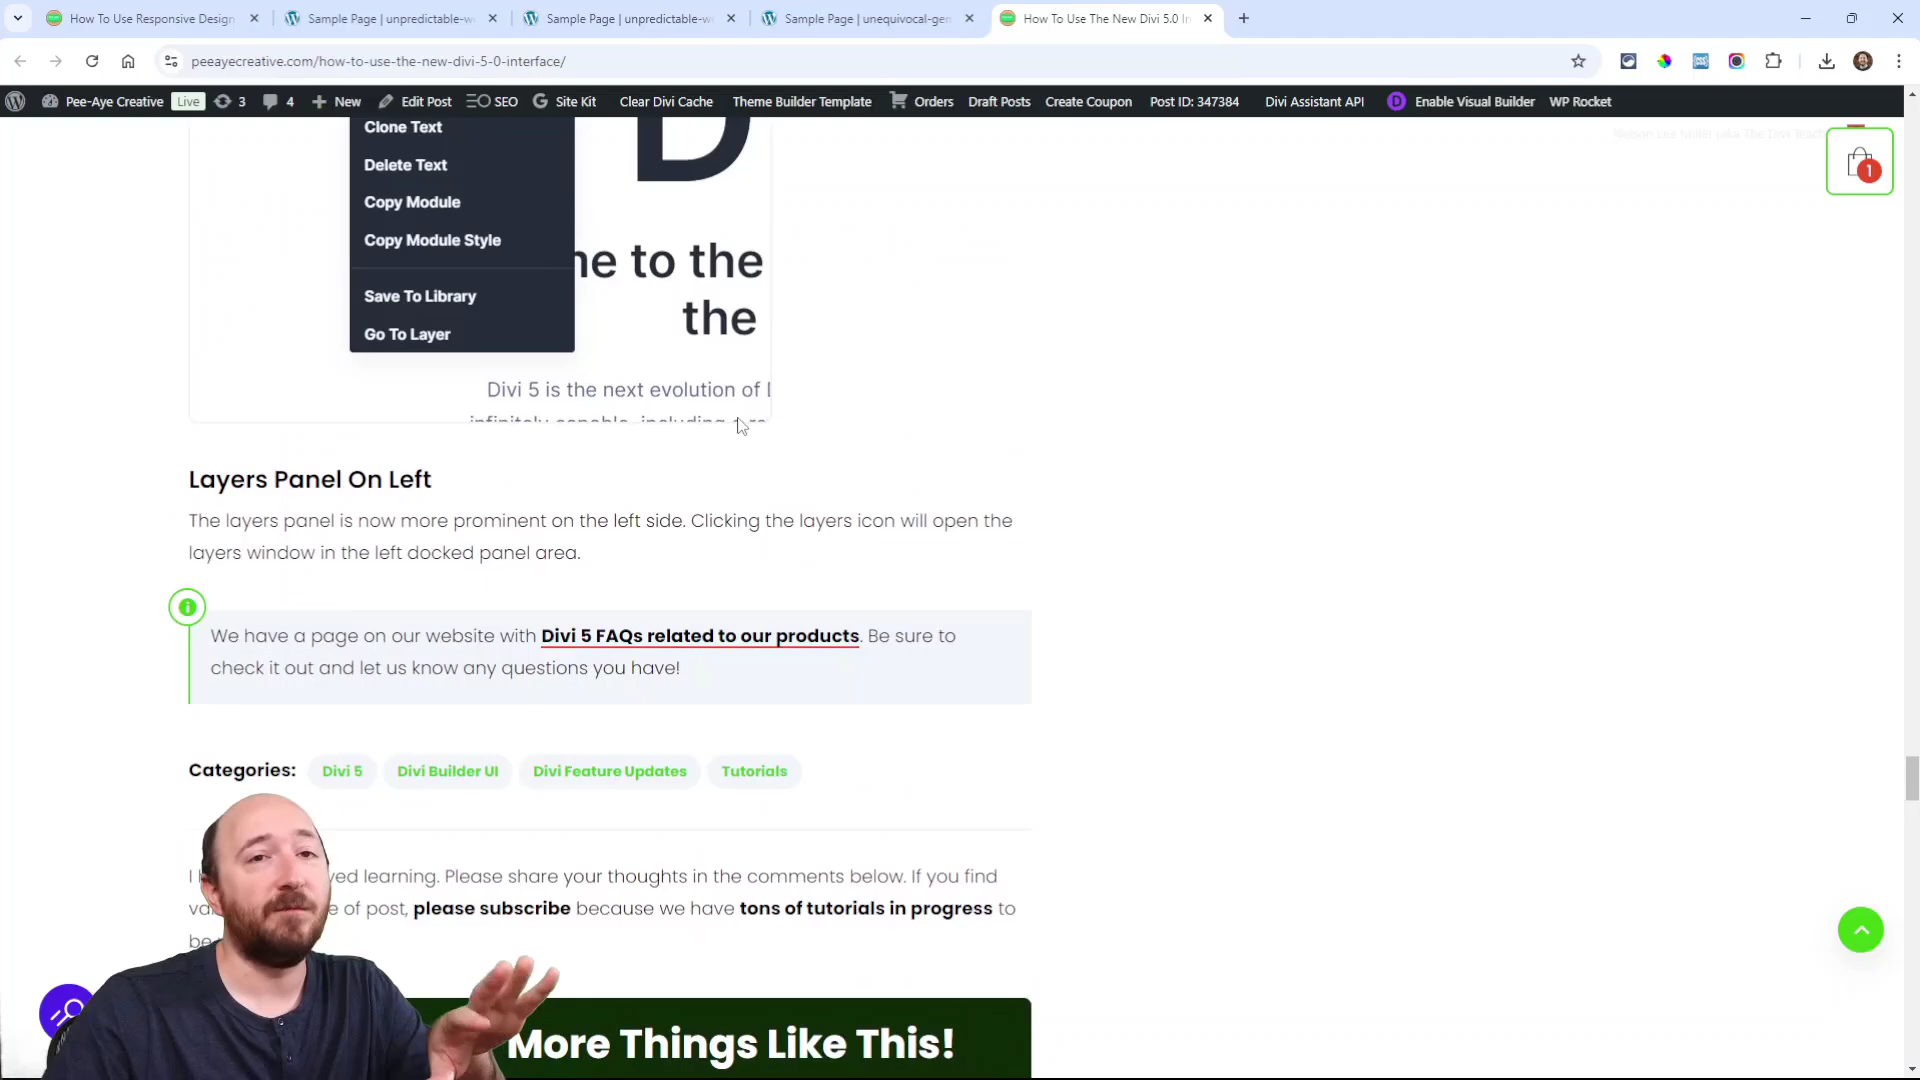 How To Use Responsive Design
Sample Page | unpredictable-w
Sample Page | unpredictable-w
Sample Page | unequivocal-gen
How To Use The New Divi 5.0 In
peeayecreative.com/how-to-use-the-new-divi-5-0-interface/
Pee-Aye Creative Live 3 4 New Edit Post SEO Site Kit Clear Divi Cache Theme Builder Template Orders Draft Posts Create Coupon Post ID: 347384 Divi Assistant API Enable Visual Builder WP Rocket
1
Clone Text
Delete Text
Copy Module
Copy Module Style
Save To Library
Go To Layer
D
me to the
the
Divi 5 is the next evolution of
infinitely capable, including
Layers Panel On Left
The layers panel is now more prominent on the left side. Clicking the layers icon will open the
layers window in the left docked panel area.
We have a page on our website with Divi 5 FAQs related to our products. Be sure to
check it out and let us know any questions you have!
Categories: Divi 5 Divi Builder UI Divi Feature Updates Tutorials
I learning. Please share your thoughts in the comments below. If you find
of post, please subscribe because we have tons of tutorials in progress to
More Things Like This!